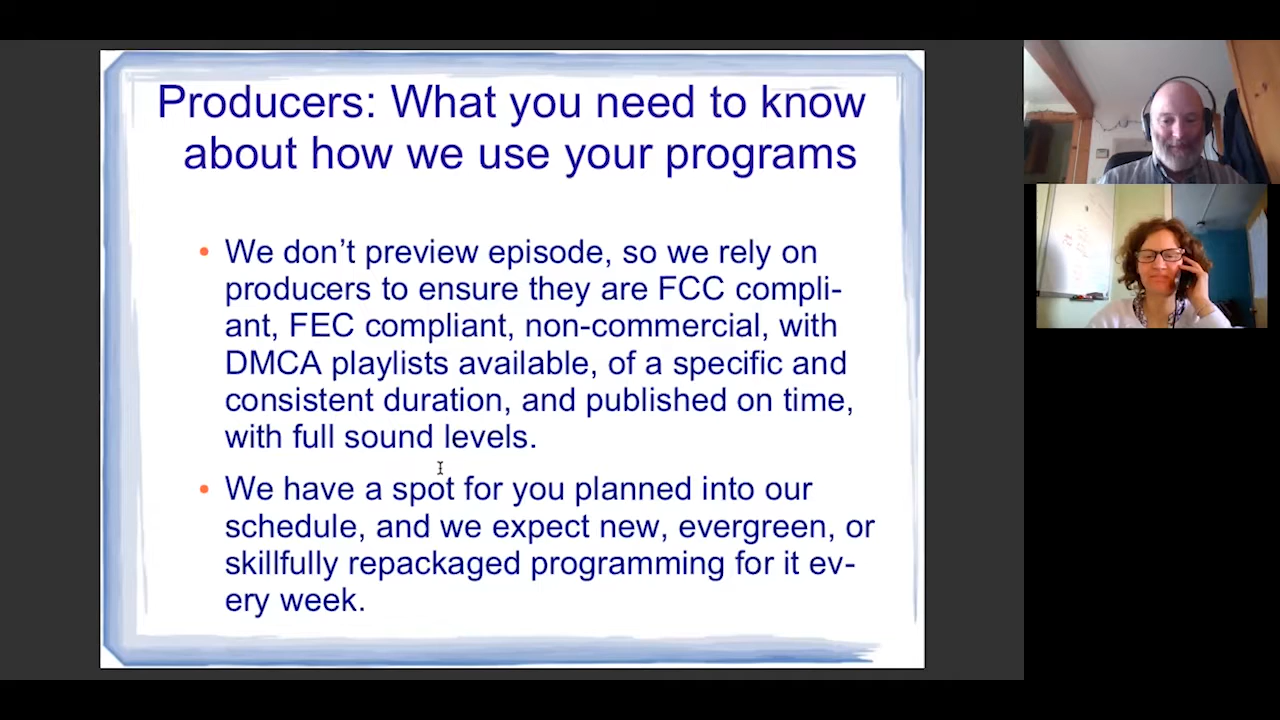 Producers: What you need to know
about how we use your programs
• We don’t preview episode, so we rely on
producers to ensure they are FCC compli-
ant, FEC compliant, non-commercial, with
DMCA playlists available, of a specific and
consistent duration, and published on time,
with full sound levels.
• We have a spot for you planned into our
schedule, and we expect new, evergreen, or
skillfully repackaged programming for it ev-
ery week.